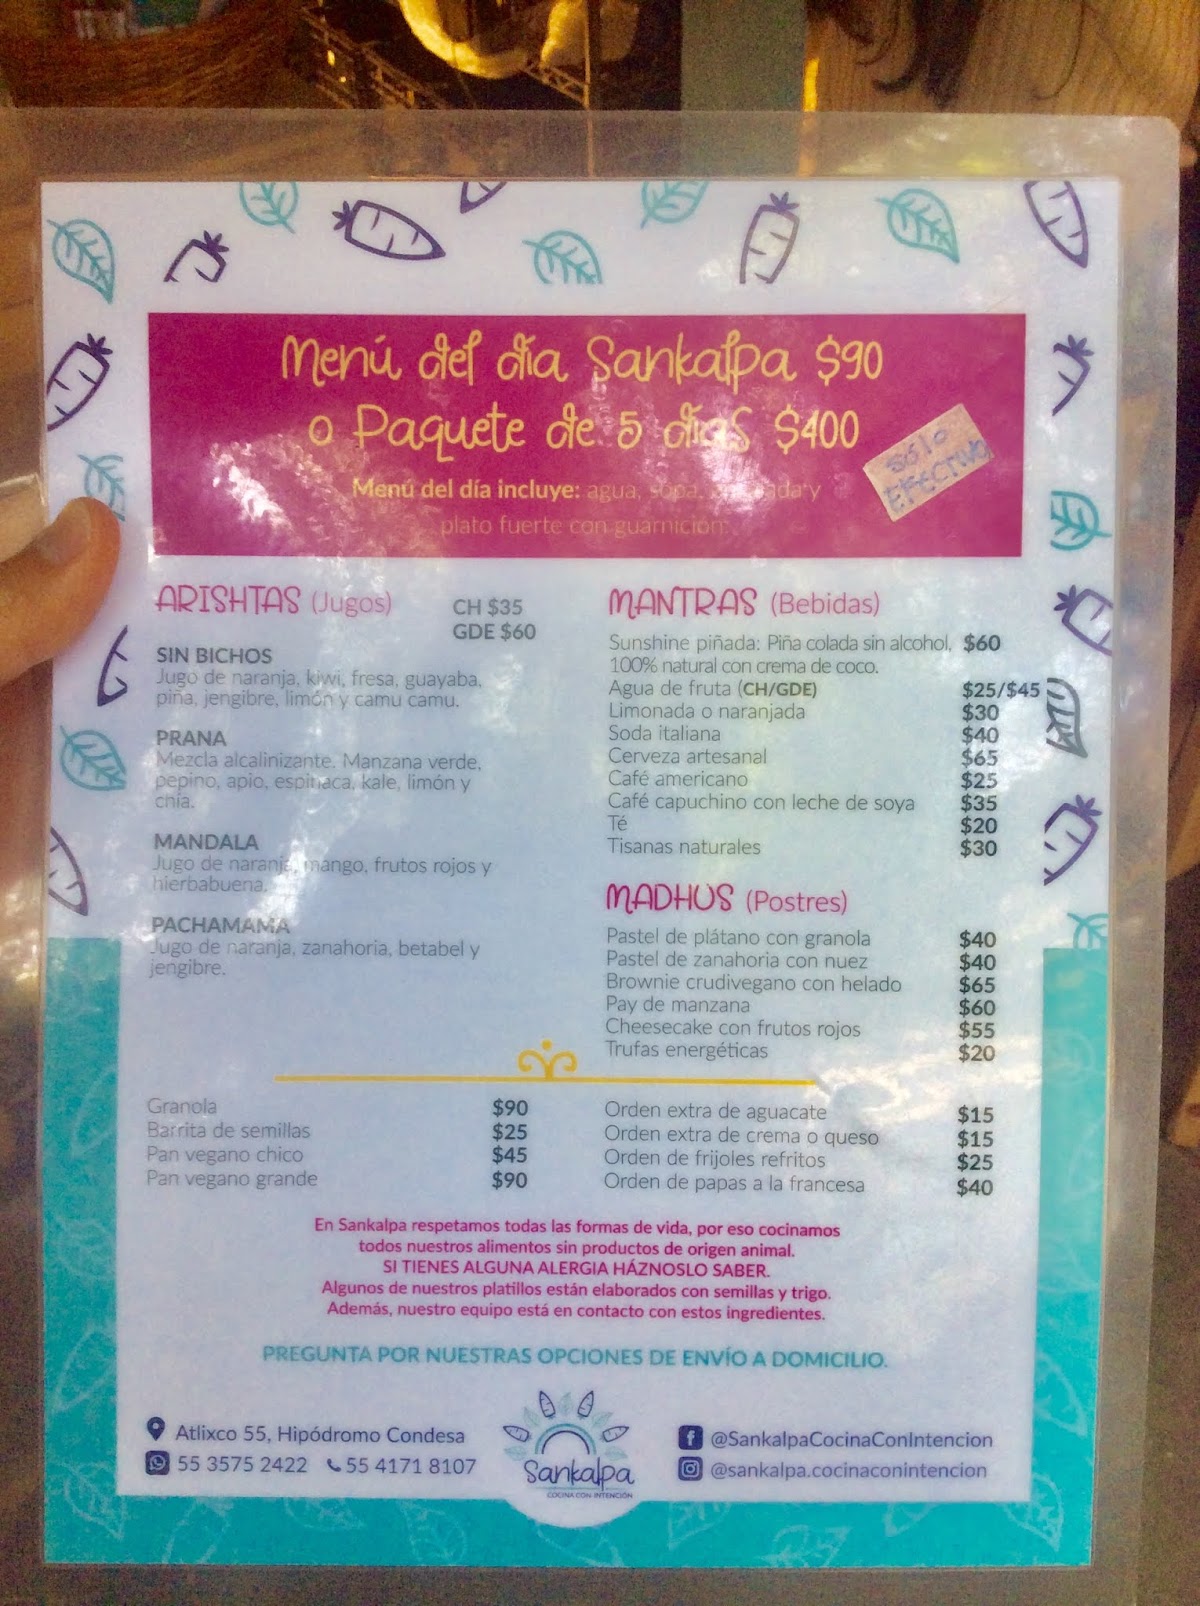 Menú del día Sankalpa $90
o Paquete de 5 días $400
sólo
EFECTIVO
Menú del día incluye: agua, sopa, y
plato fuerte con guarnición.
ARISHTAS (Jugos)
CH $35
GDE $60
SIN BICHOS
Jugo de naranja, kiwi, fresa, guayaba,
piña, jengibre, limón y camu camu.
PRANA
Mezcla alcalinizante. Manzana verde,
pepino, apio, espinaca, kale, limón y
chía.
MANDALA
Jugo de naranja, mango, frutos rojos y
hierbabuena.
PACHAMAMA
Jugo de naranja, zanahoria, betabel y
jengibre.
MANTRAS (Bebidas)
Sunshine piñada: Piña colada sin alcohol, $60
100% natural con crema de coco.
Agua de fruta (CH/GDE) $25/$45
Limonada o naranjada $30
Soda italiana $40
Cerveza artesanal $65
Café americano $25
Café capuchino con leche de soya $35
Té $20
Tisanas naturales $30
MADHUS (Postres)
Pastel de plátano con granola $40
Pastel de zanahoria con nuez $40
Brownie crudivegano con helado $65
Pay de manzana $60
Cheesecake con frutos rojos $55
Trufas energéticas $20
Granola $90
Barrita de semillas $25
Pan vegano chico $45
Pan vegano grande $90
Orden extra de aguacate $15
Orden extra de crema o queso $15
Orden de frijoles refritos $25
Orden de papas a la francesa $40
En Sankalpa respetamos todas las formas de vida, por eso cocinamos
todos nuestros alimentos sin productos de origen animal.
SI TIENES ALGUNA ALERGIA HÁZNOSLO SABER.
Algunos de nuestros platillos están elaborados con semillas y trigo.
Además, nuestro equipo está en contacto con estos ingredientes.
PREGUNTA POR NUESTRAS OPCIONES DE ENVÍO A DOMICILIO.
Atlixco 55, Hipódromo Condesa
55 3575 2422 55 4171 8107
Sankalpa
COCINA CON INTENCIÓN
@SankalpaCocinaConIntencion
@sankalpa.cocinaconintencion